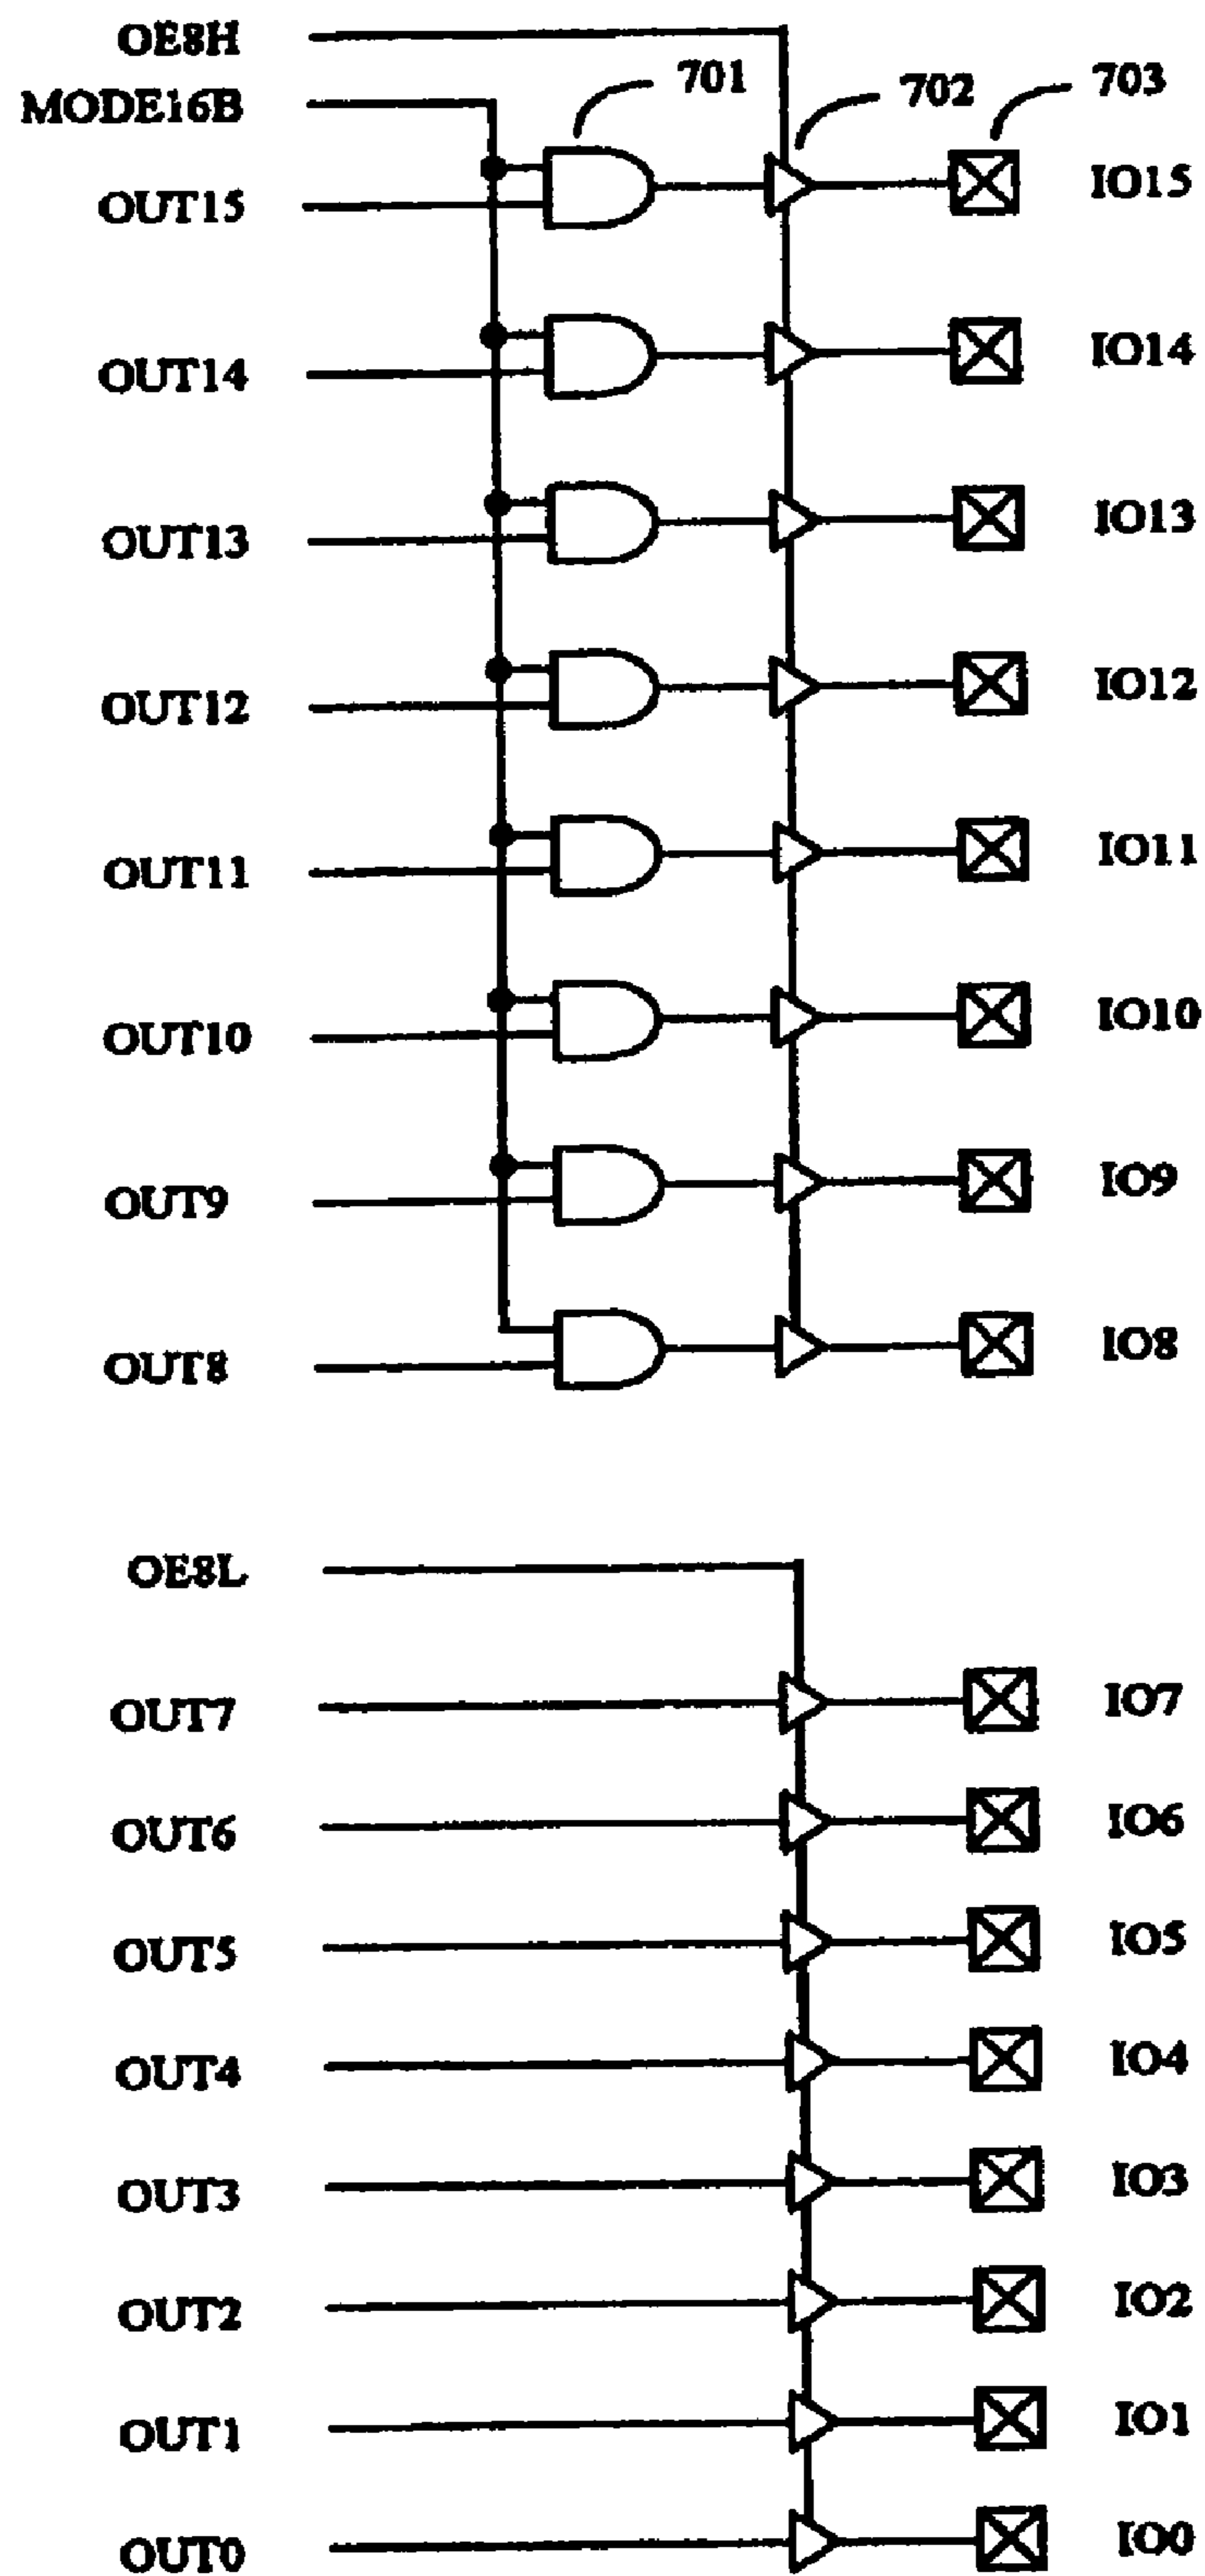 OE8H
MODE16B 701 702 703
OUT15 IO15
OUT14 IO14
OUT13 IO13
OUT12 IO12
OUT11 IO11
OUT10 IO10
OUT9 IO9
OUT8 IO8
OE8L
OUT7 IO7
OUT6 IO6
OUT5 IO5
OUT4 IO4
OUT3 IO3
OUT2 IO2
OUT1 IO1
OUT0 IO0